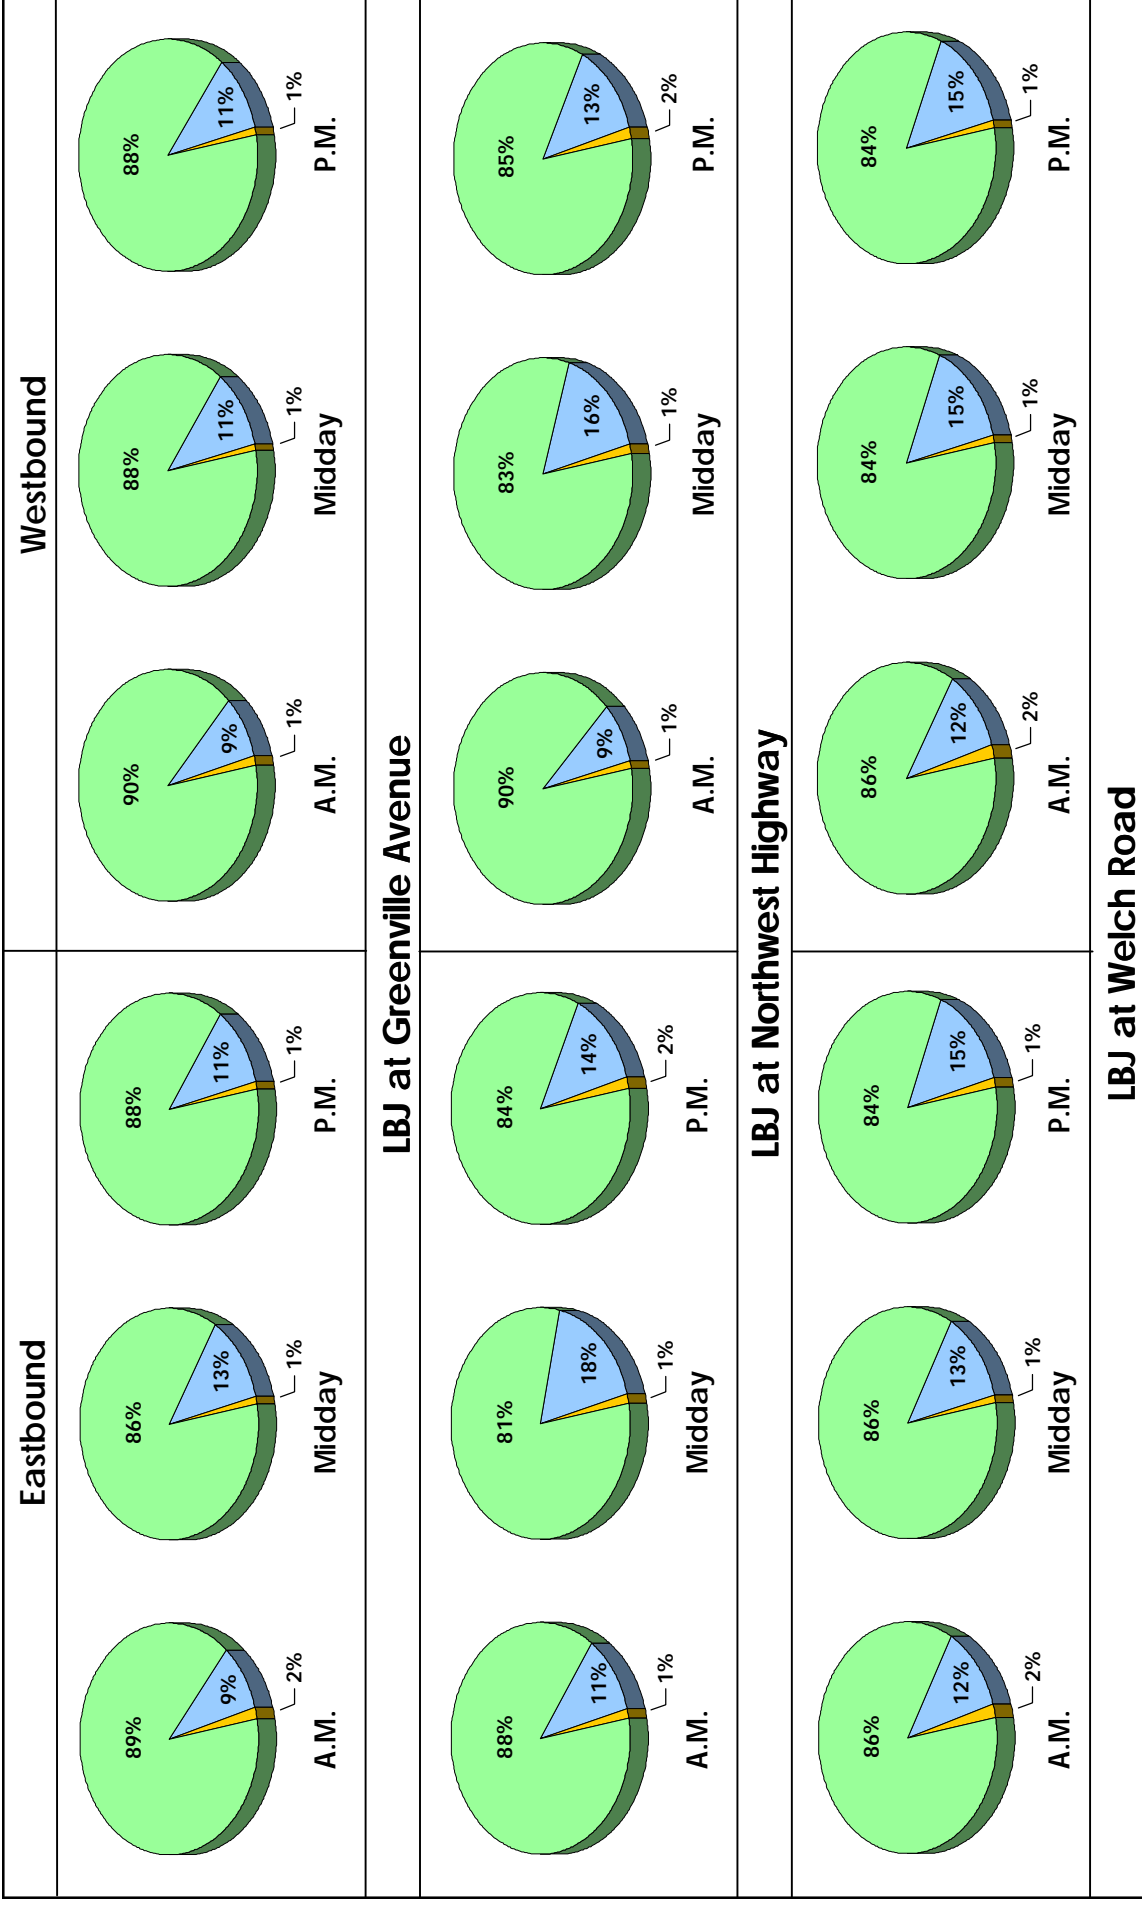 Eastbound
Westbound
89%
9%
2%
A.M.
86%
13%
1%
Midday
88%
11%
1%
P.M.
90%
9%
1%
A.M.
88%
11%
1%
Midday
88%
11%
1%
P.M.
LBJ at Greenville Avenue
88%
11%
1%
A.M.
81%
18%
1%
Midday
84%
14%
2%
P.M.
90%
9%
1%
A.M.
83%
16%
1%
Midday
85%
13%
2%
P.M.
LBJ at Northwest Highway
86%
12%
2%
A.M.
86%
13%
1%
Midday
84%
15%
1%
P.M.
86%
12%
2%
A.M.
84%
15%
1%
Midday
84%
15%
1%
P.M.
LBJ at Welch Road